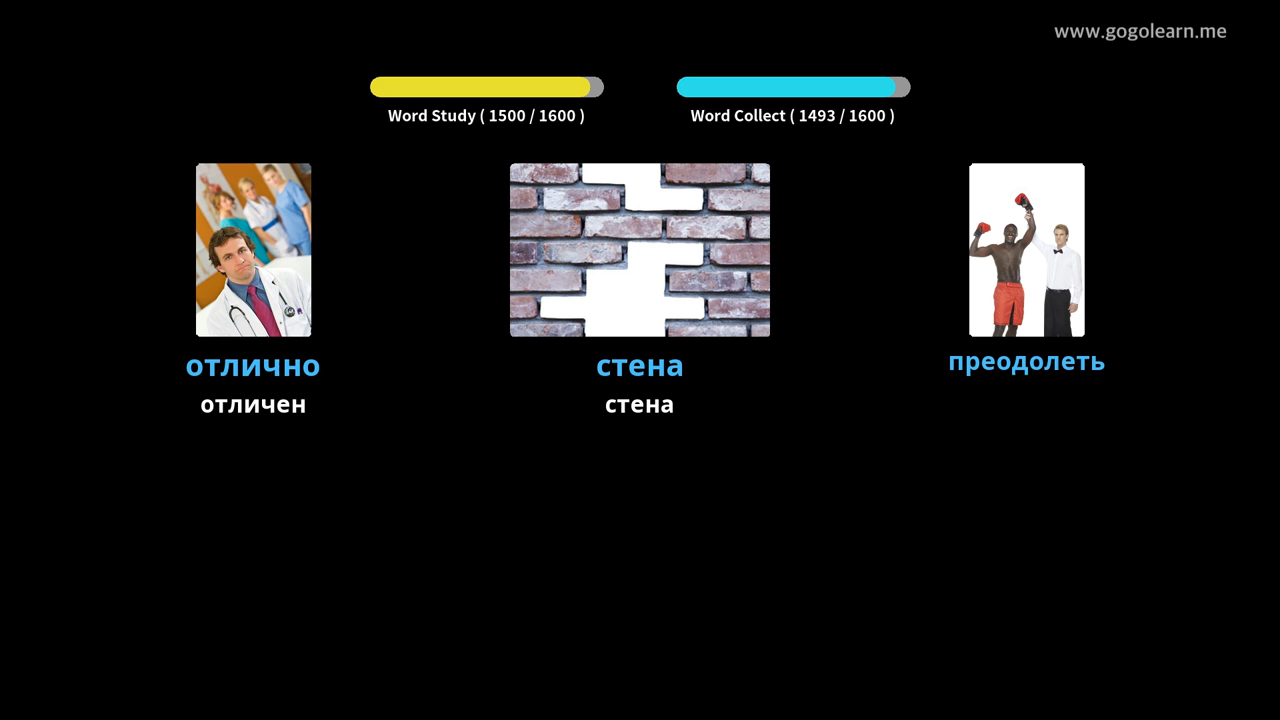 www.gogolearn.me
Word Study ( 1500 / 1600 )
Word Collect ( 1493 / 1600 )
отлично
отличен
стена
стена
преодолеть